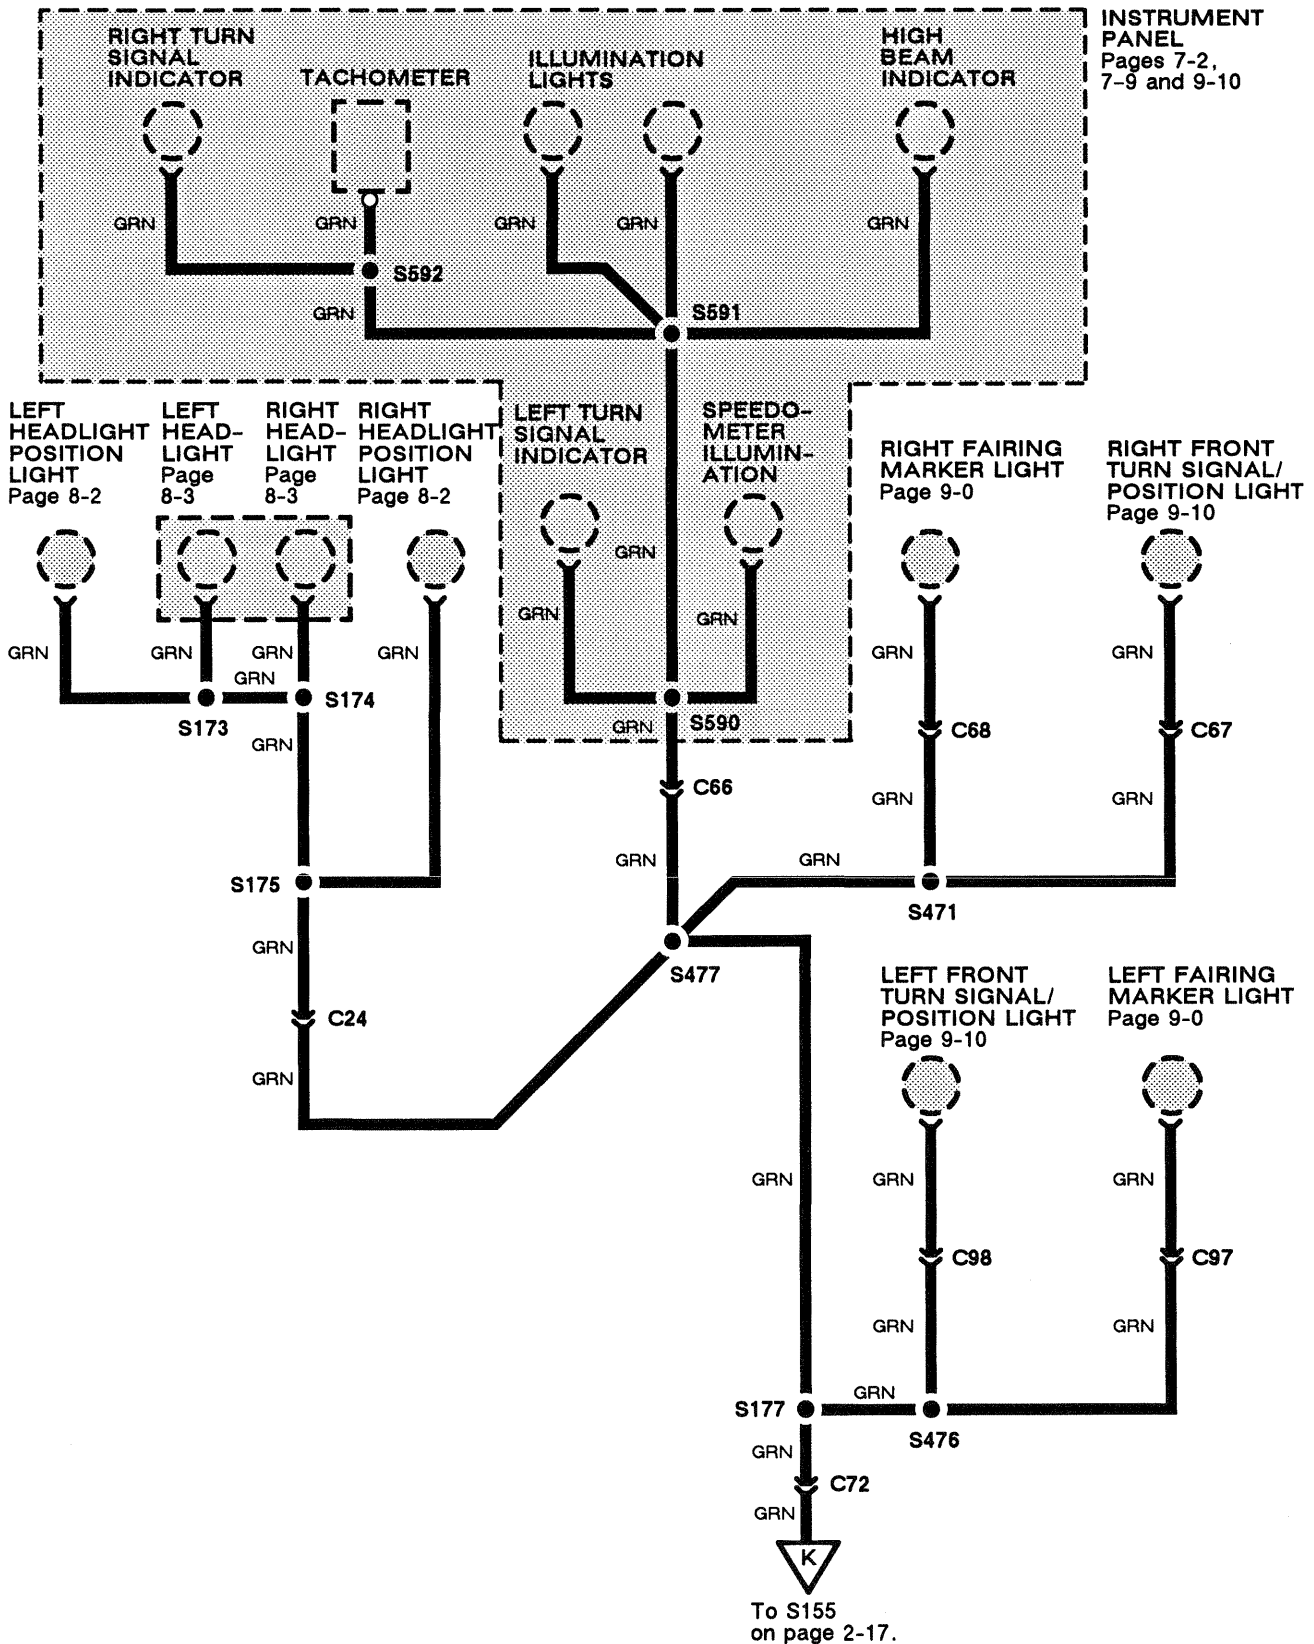 RIGHT TURN
SIGNAL
INDICATOR
TACHOMETER
ILLUMINATION
LIGHTS
HIGH
BEAM
INDICATOR
INSTRUMENT
PANEL
Pages 7-2,
7-9 and 9-10
GRN
GRN
GRN
GRN
GRN
S592
GRN
S591
LEFT
HEADLIGHT
POSITION
LIGHT
Page 8-2
LEFT
HEAD-
LIGHT
Page
8-3
RIGHT
HEAD-
LIGHT
Page
8-3
RIGHT
HEADLIGHT
POSITION
LIGHT
Page 8-2
LEFT TURN
SIGNAL
INDICATOR
SPEEDO-
METER
ILLUMIN-
ATION
RIGHT FAIRING
MARKER LIGHT
Page 9-0
RIGHT FRONT
TURN SIGNAL/
POSITION LIGHT
Page 9-10
GRN
GRN
GRN
GRN
GRN
GRN
GRN
GRN
GRN
GRN
S173
S174
GRN
GRN
S590
C68
C67
GRN
C66
GRN
GRN
GRN
GRN
S175
S471
GRN
S477
C24
GRN
LEFT FRONT
TURN SIGNAL/
POSITION LIGHT
Page 9-10
LEFT FAIRING
MARKER LIGHT
Page 9-0
GRN
GRN
GRN
C98
C97
GRN
GRN
S177
GRN
S476
GRN
C72
GRN
K
To S155
on page 2-17.